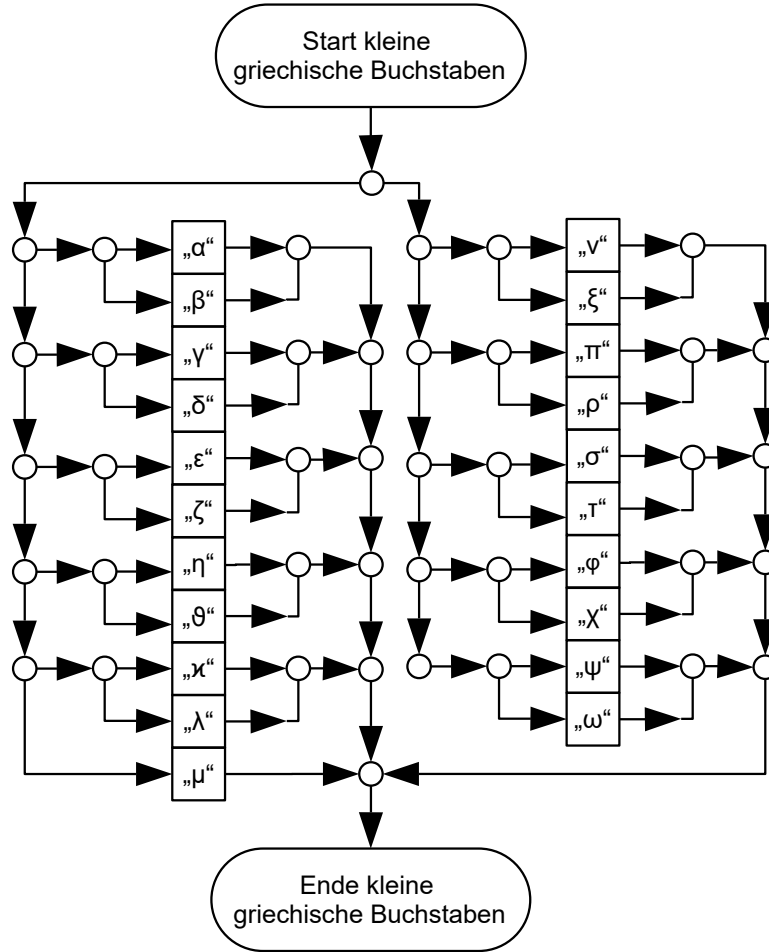 Start kleine
griechische Buchstaben
„α“
„β“
„γ“
„δ“
„ε“
„ζ“
„η“
„ϑ“
„ϰ“
„λ“
„μ“
„ν“
„ξ“
„π“
„ρ“
„σ“
„τ“
„φ“
„χ“
„ψ“
„ω“
Ende kleine
griechische Buchstaben